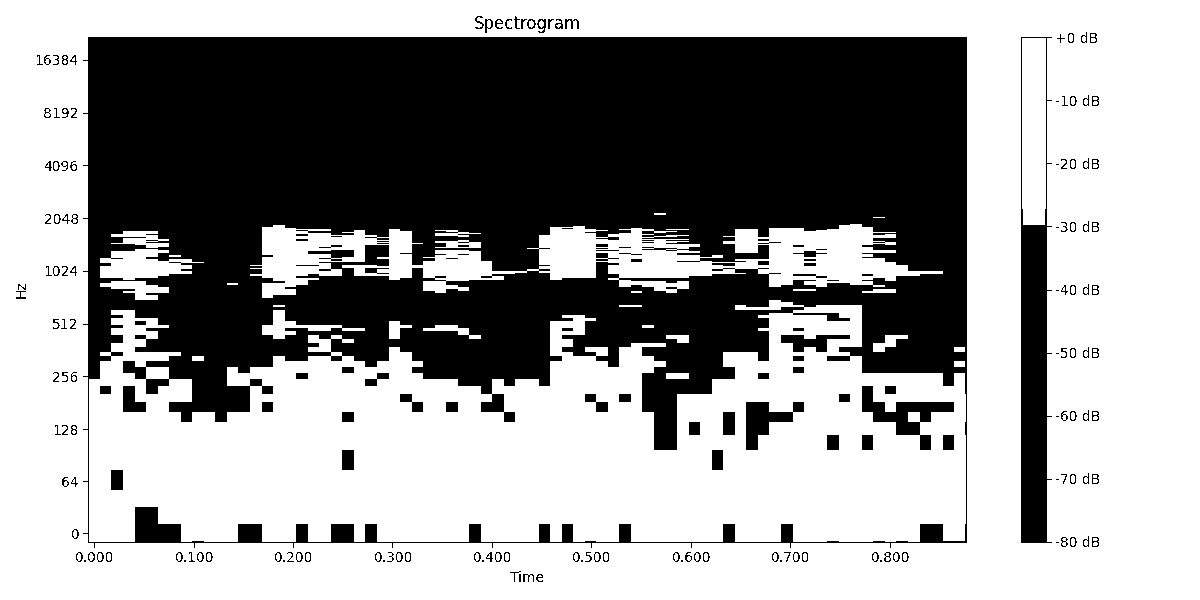 Spectrogram
16384
8192
4096
2048
1024
512
256
128
64
0
Hz
0.000 0.100 0.200 0.300 0.400 0.500 0.600 0.700 0.800
Time
+0 dB
-10 dB
-20 dB
-30 dB
-40 dB
-50 dB
-60 dB
-70 dB
-80 dB